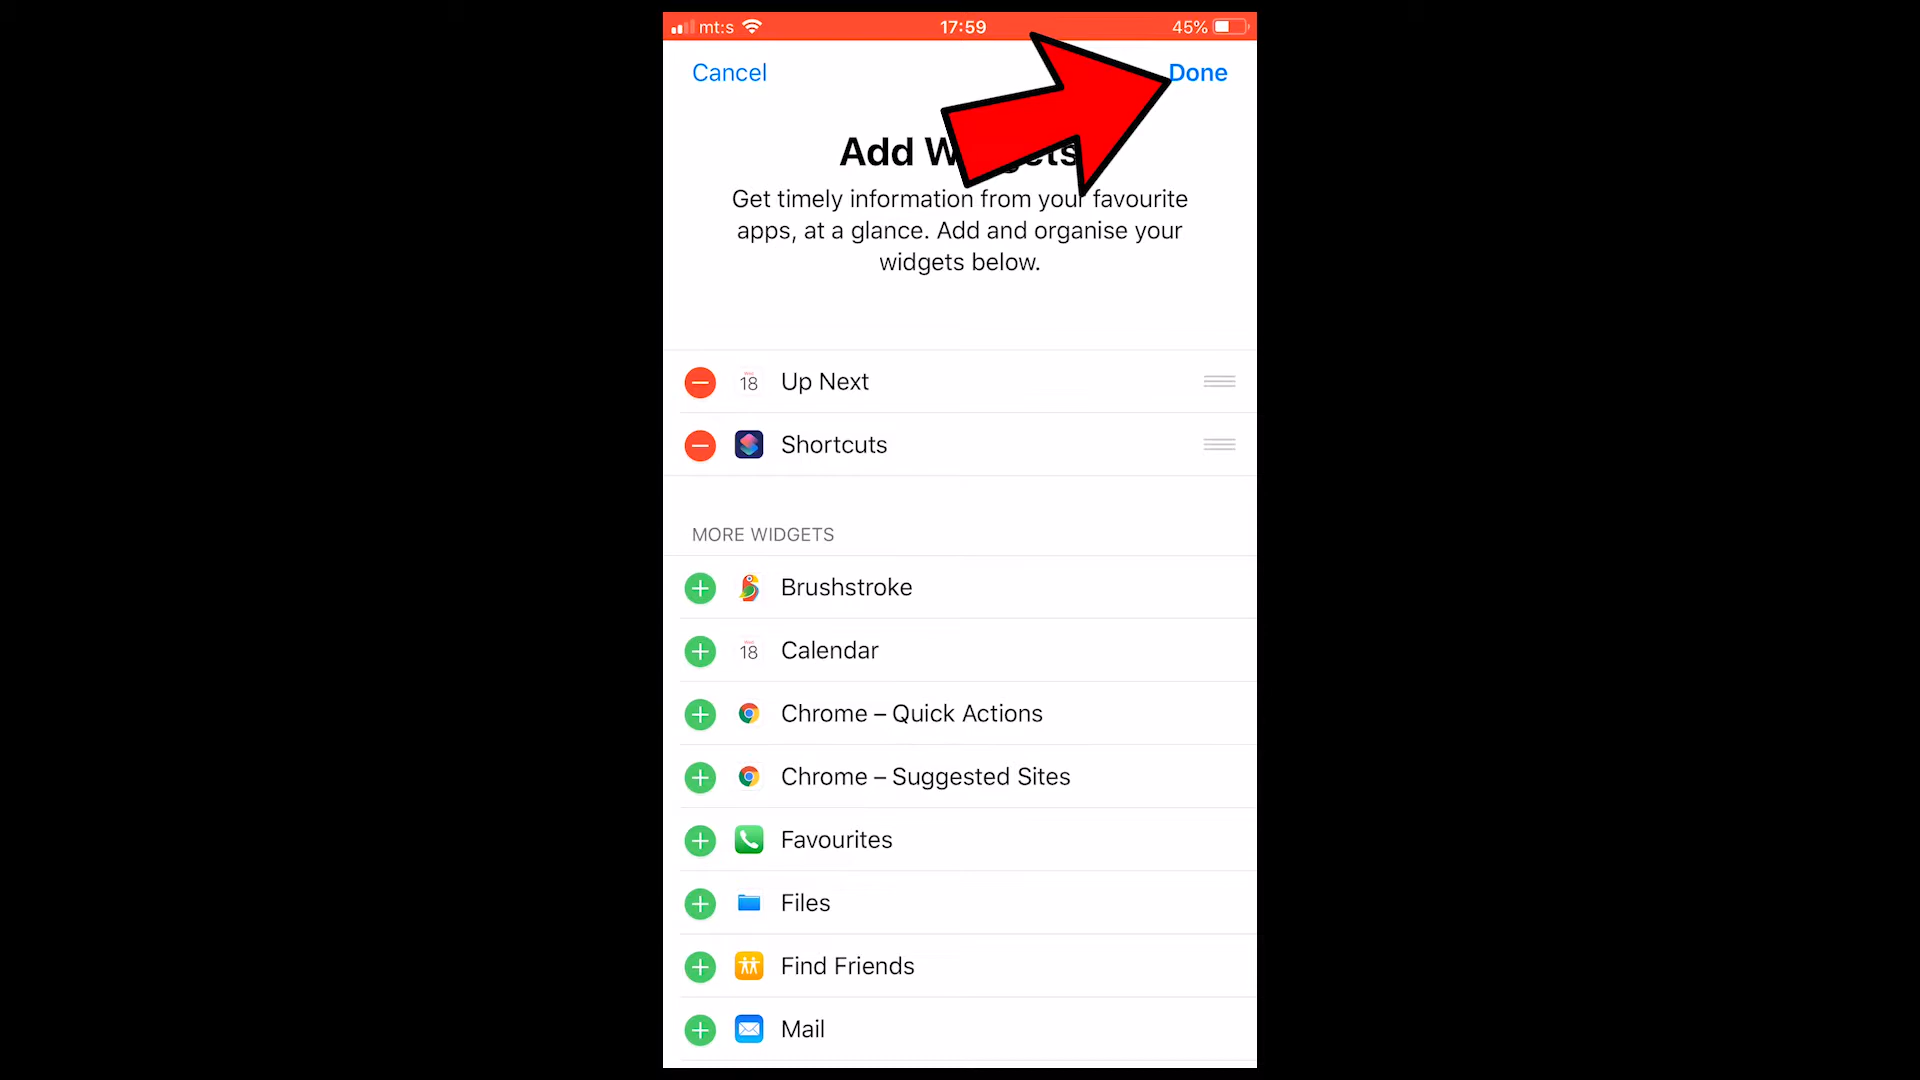 mt:s 17:59 45%
Cancel Done
Add Widgets
Get timely information from your favourite
apps, at a glance. Add and organise your
widgets below.
18 Up Next
Shortcuts
MORE WIDGETS
Brushstroke
18 Calendar
Chrome – Quick Actions
Chrome – Suggested Sites
Favourites
Files
Find Friends
Mail